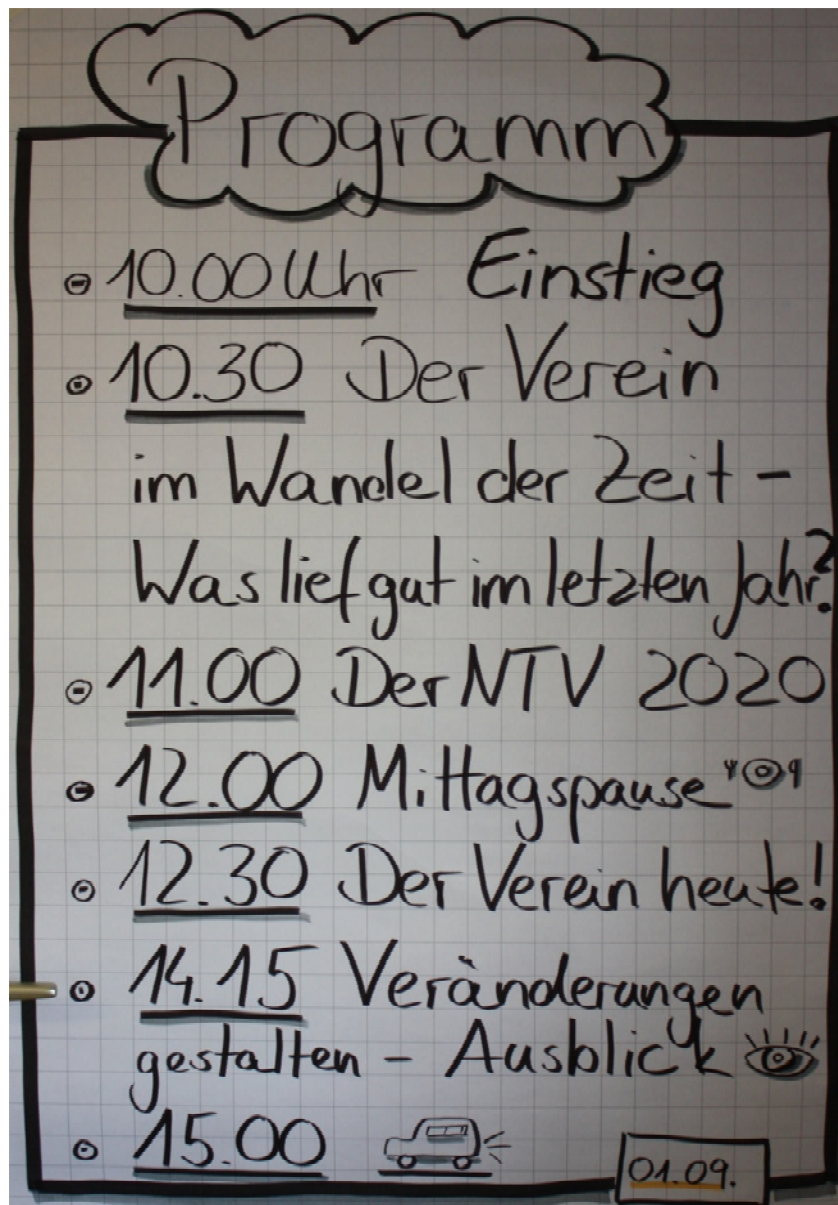 Programm
10.00 Uhr Einstieg
10.30 Der Verein
im Wandel der Zeit -
Was lief gut im letzten Jahr?
11.00 Der NTV 2020
12.00 Mittagspause
12.30 Der Verein heute!
14.15 Veränderungen
gestalten - Ausblick
15.00
01.09.